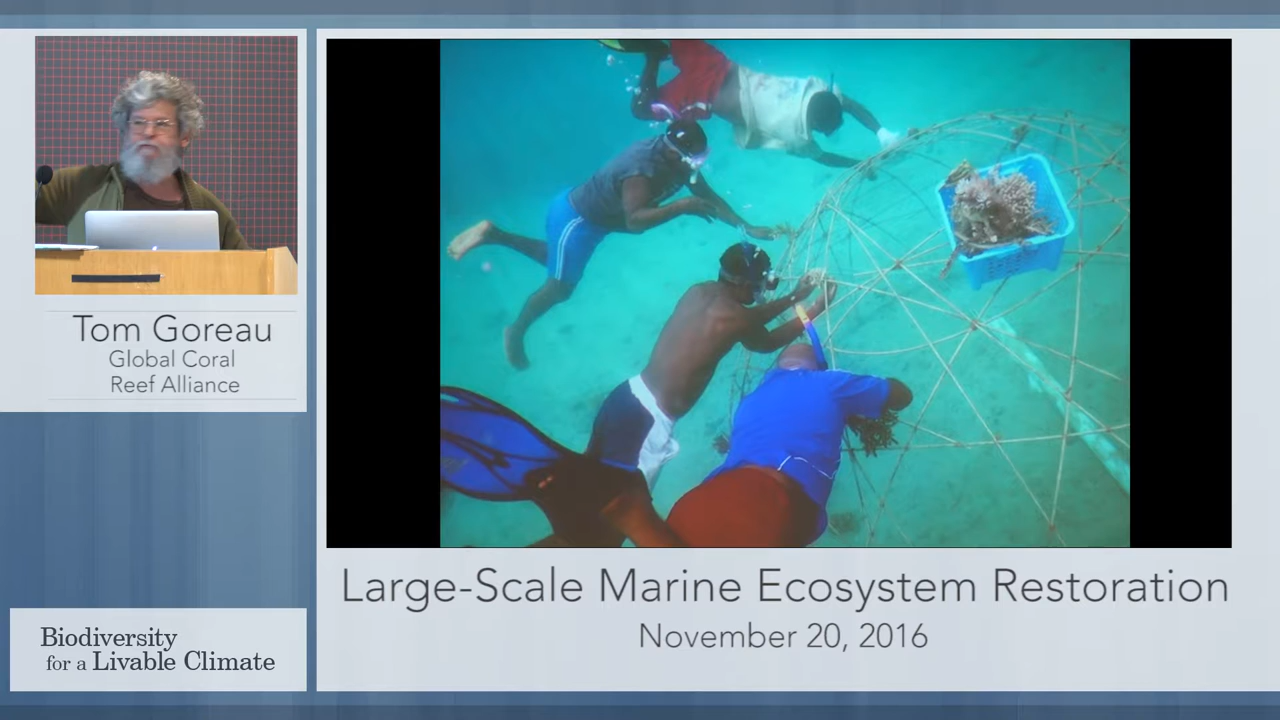 Tom Goreau
Global Coral
Reef Alliance
Large-Scale Marine Ecosystem Restoration
November 20, 2016
Biodiversity
for a Livable Climate